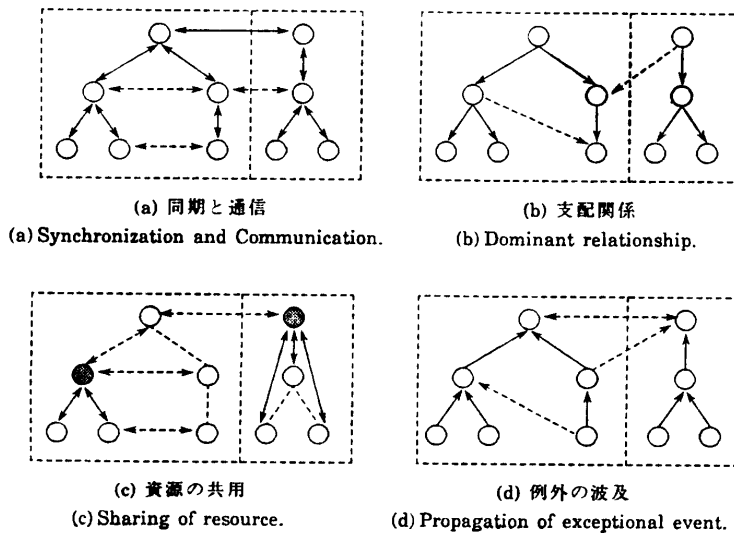 (a) 同期と通信
(a) Synchronization and Communication.
(b) 支配関係
(b) Dominant relationship.
(c) 資源の共用
(c) Sharing of resource.
(d) 例外の波及
(d) Propagation of exceptional event.